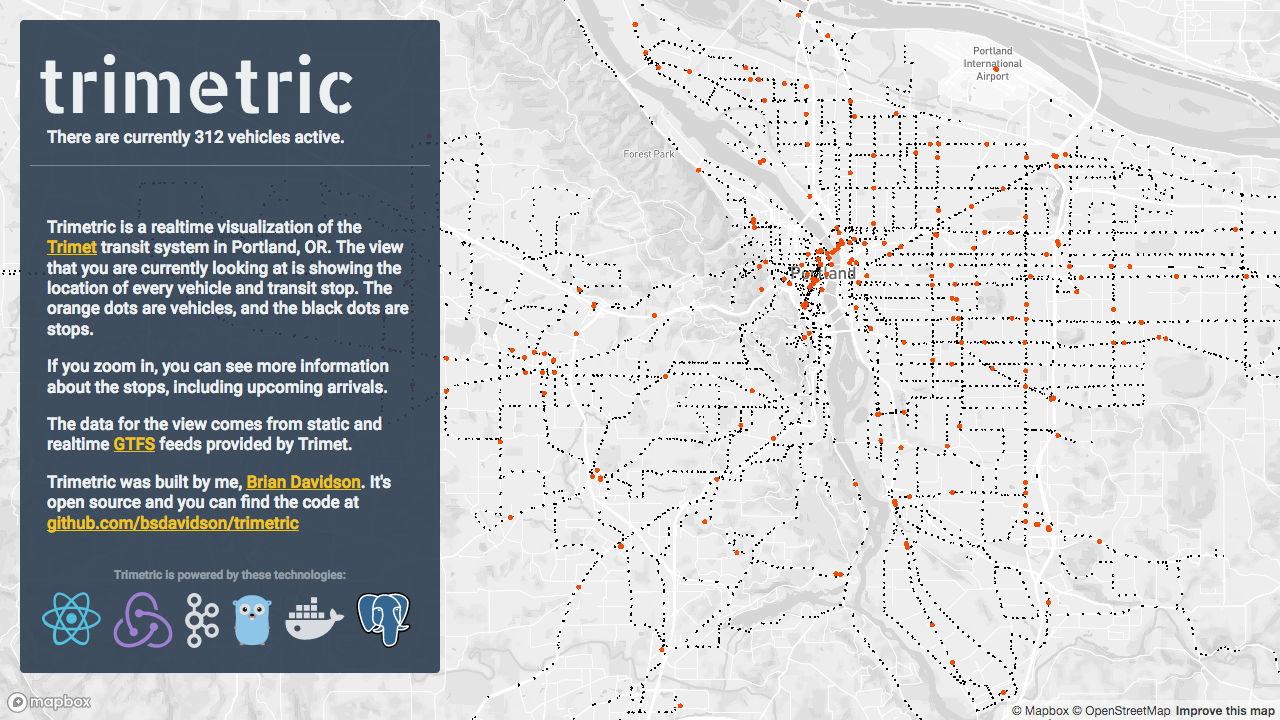 trimetric
There are currently 312 vehicles active.
Trimetric is a realtime visualization of the
Trimet transit system in Portland, OR. The view
that you are currently looking at is showing the
location of every vehicle and transit stop. The
orange dots are vehicles, and the black dots are
stops.
If you zoom in, you can see more information
about the stops, including upcoming arrivals.
The data for the view comes from static and
realtime GTFS feeds provided by Trimet.
Trimetric was built by me, Brian Davidson. It's
open source and you can find the code at
github.com/bsdavidson/trimetric
Trimetric is powered by these technologies:
mapbox
Portland
International
Airport
Forest Park
Portland
© Mapbox © OpenStreetMap Improve this map